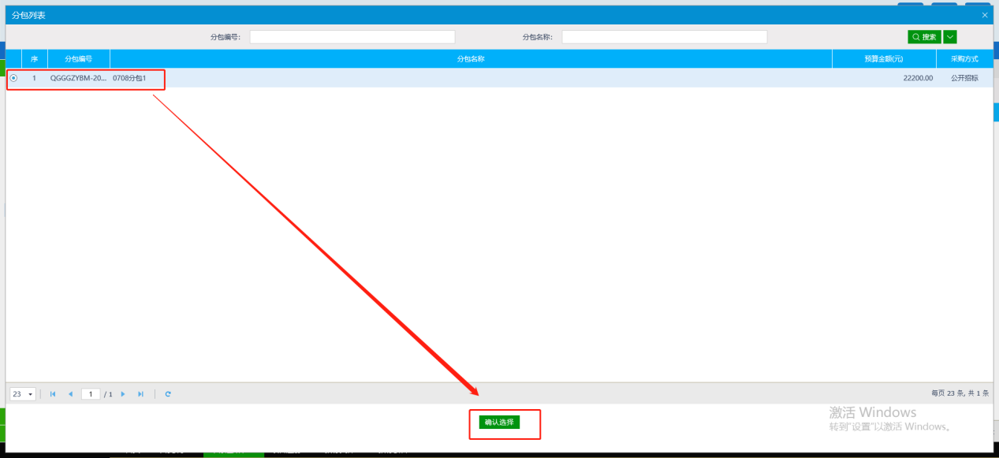 分包列表
分包编号: 分包名称: 搜索
序 分包编号 分包名称 预算金额(元) 采购方式
1 QGGGZYBM-20... 0708分包1 22200.00 公开招标
23 1 / 1 每页 23 条, 共 1 条
确认选择
激活 Windows
转到"设置"以激活 Windows。